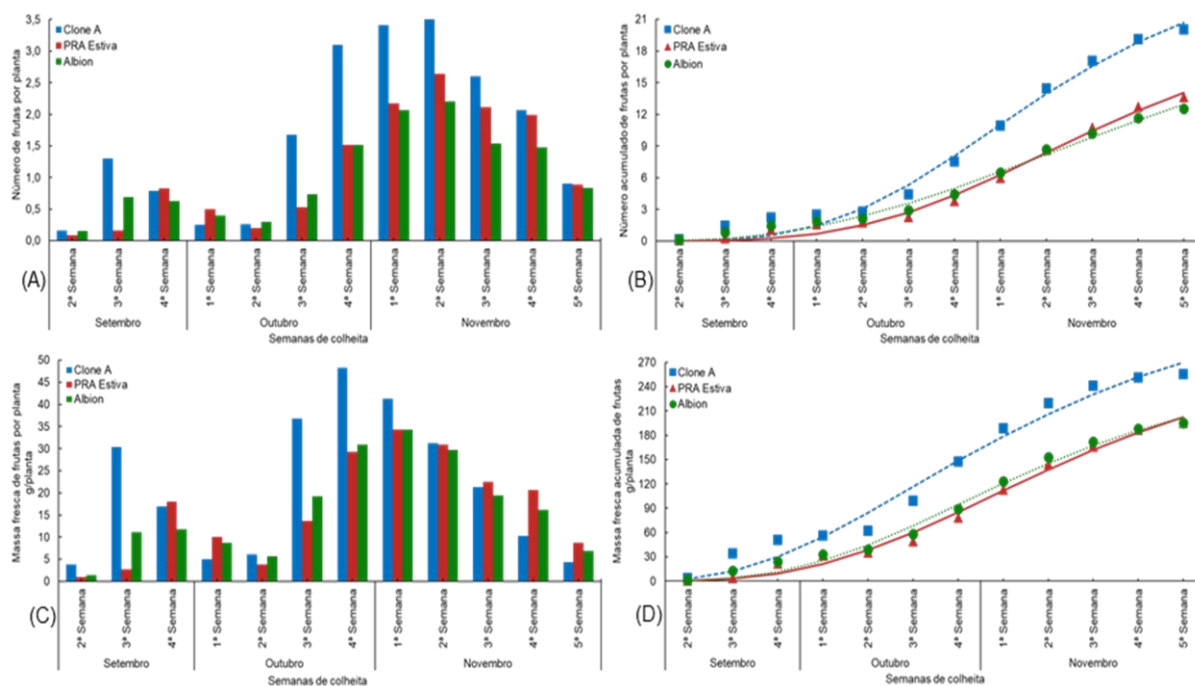 Número de frutas por planta
3,5
3,0
2,5
2,0
1,5
1,0
0,5
0,0
Clone A
PRA Estiva
Albion
2ª Semana
3ª Semana
4ª Semana
1ª Semana
2ª Semana
3ª Semana
4ª Semana
1ª Semana
2ª Semana
3ª Semana
4ª Semana
5ª Semana
Setembro
Outubro
Novembro
Semanas de colheita
(A)
Número acumulado de frutas por planta
21
18
15
12
9
6
3
0
Clone A
PRA Estiva
Albion
2ª Semana
3ª Semana
4ª Semana
1ª Semana
2ª Semana
3ª Semana
4ª Semana
1ª Semana
2ª Semana
3ª Semana
4ª Semana
5ª Semana
Setembro
Outubro
Novembro
Semanas de colheita
(B)
Massa fresca de frutas por planta
g/planta
50
45
40
35
30
25
20
15
10
5
0
Clone A
PRA Estiva
Albion
2ª Semana
3ª Semana
4ª Semana
1ª Semana
2ª Semana
3ª Semana
4ª Semana
1ª Semana
2ª Semana
3ª Semana
4ª Semana
5ª Semana
Setembro
Outubro
Novembro
Semanas de colheita
(C)
Massa fresca acumulada de frutas
g/planta
270
240
210
180
150
120
90
60
30
0
Clone A
PRA Estiva
Albion
2ª Semana
3ª Semana
4ª Semana
1ª Semana
2ª Semana
3ª Semana
4ª Semana
1ª Semana
2ª Semana
3ª Semana
4ª Semana
5ª Semana
Setembro
Outubro
Novembro
Semanas de colheita
(D)